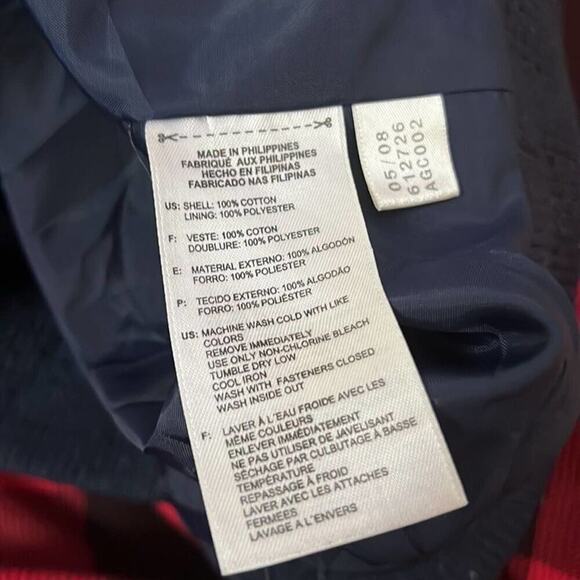 MADE IN PHILIPPINES
FABRIQUÉ AUX PHILIPPINES
HECHO EN FILIPINAS
FABRICADO NAS FILIPINAS
US: SHELL: 100% COTTON
LINING: 100% POLYESTER
F: VESTE: 100% COTON
DOUBLURE: 100% POLYESTER
E: MATERIAL EXTERNO: 100% ALGODÓN
FORRO: 100% POLIESTER
P: TECIDO EXTERNO: 100% ALGODAO
FORRO: 100% POLIÉSTER
US: MACHINE WASH COLD WITH LIKE
COLORS
REMOVE IMMEDIATELY
USE ONLY NON-CHLORINE BLEACH
TUMBLE DRY LOW
COOL IRON
WASH WITH FASTENERS CLOSED
WASH INSIDE OUT
F: LAVER À L'EAU FROIDE AVEC LES
MÊME COULEURS
ENLEVER IMMÉDIATEMENT
NE PAS UTILISER DE JAVELISANT
SÉCHAGE PAR CULBUTAGE À BASSE
TEMPÉRATURE
REPASSAGE À FROID
LAVER AVEC LES ATTACHES
FERMÉES
LAVAGE A L'ENVERS
05/08
612726
AGC002